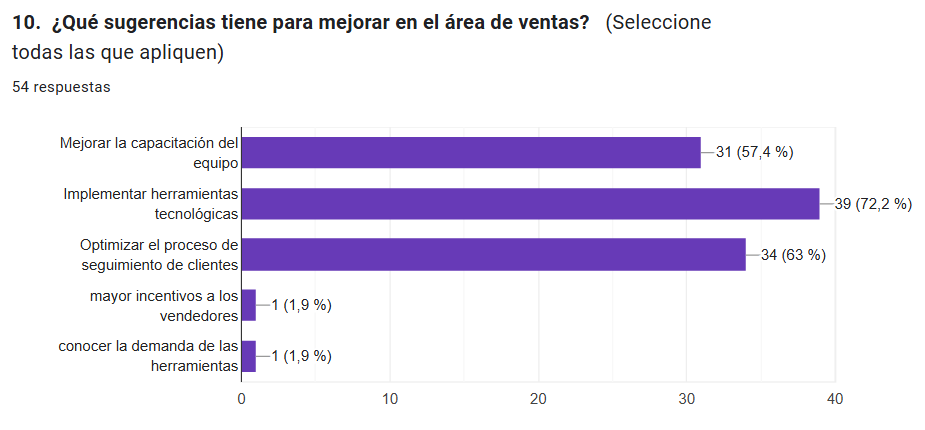 10. ¿Qué sugerencias tiene para mejorar en el área de ventas? (Seleccione
todas las que apliquen)
54 respuestas
Mejorar la capacitación del
equipo
31 (57,4 %)
Implementar herramientas
tecnológicas
39 (72,2 %)
Optimizar el proceso de
seguimiento de clientes
34 (63 %)
mayor incentivos a los
vendedores
1 (1,9 %)
conocer la demanda de las
herramientas
1 (1,9 %)
0 10 20 30 40